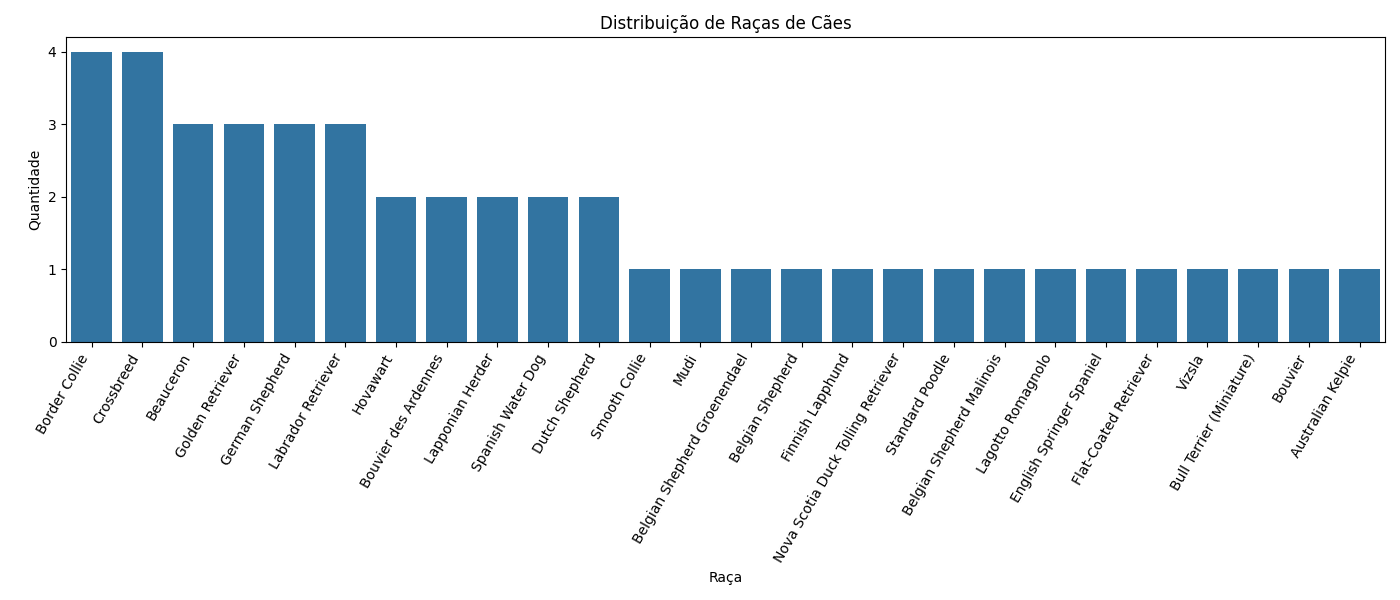 Distribuição de Raças de Cães
Quantidade
4
3
2
1
0
Border Collie
Crossbreed
Beauceron
Golden Retriever
German Shepherd
Labrador Retriever
Hovawart
Bouvier des Ardennes
Lapponian Herder
Spanish Water Dog
Dutch Shepherd
Smooth Collie
Mudi
Belgian Shepherd Groenendael
Belgian Shepherd
Finnish Lapphund
Nova Scotia Duck Tolling Retriever
Standard Poodle
Belgian Shepherd Malinois
Lagotto Romagnolo
English Springer Spaniel
Flat-Coated Retriever
Vizsla
Bull Terrier (Miniature)
Bouvier
Australian Kelpie
Raça